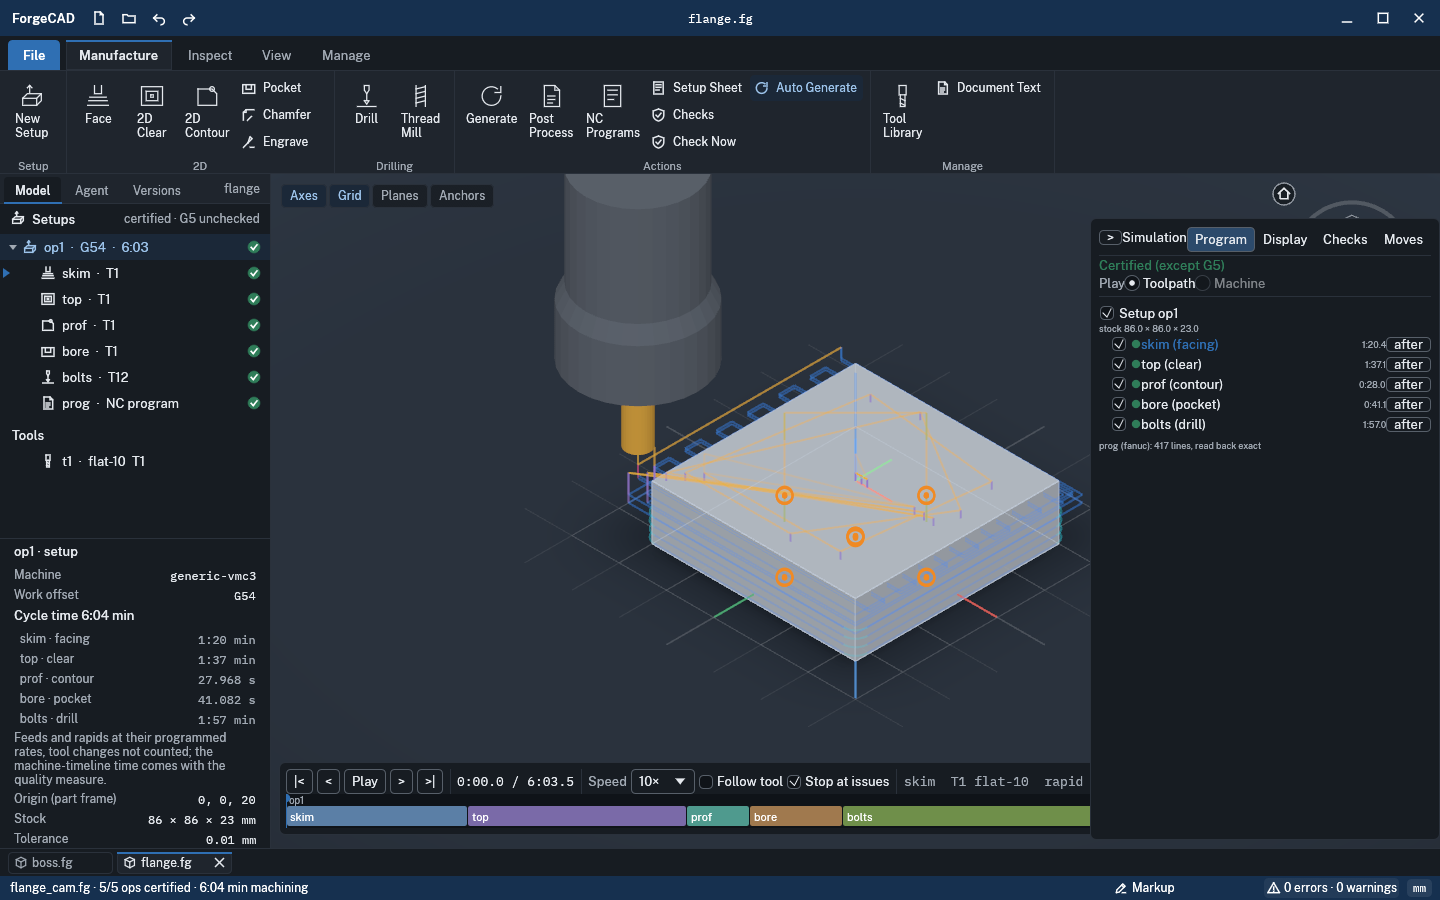 ForgeCAD
flange.fg
File
Manufacture
Inspect
View
Manage
New Setup
Face
2D Clear
2D Contour
Pocket
Chamfer
Engrave
Drill
Thread Mill
Generate
Post Process
NC Programs
Setup Sheet
Checks
Check Now
Auto Generate
Tool Library
Document Text
Setup
2D
Drilling
Actions
Manage
Model
Agent
Versions
flange
Setups
certified · G5 unchecked
op1 · G54 · 6:03
skim · T1
top · T1
prof · T1
bore · T1
bolts · T12
prog · NC program
Tools
t1 · flat-10 T1
op1 · setup
Machine generic-vmc3
Work offset G54
Cycle time 6:04 min
skim · facing 1:20 min
top · clear 1:37 min
prof · contour 27.968 s
bore · pocket 41.082 s
bolts · drill 1:57 min
Feeds and rapids at their programmed
rates, tool changes not counted; the
machine-timeline time comes with the
quality measure.
Origin (part frame) 0, 0, 20
Stock 86 × 86 × 23 mm
Tolerance 0.01 mm
Axes
Grid
Planes
Anchors
> Simulation
Program
Display
Checks
Moves
Certified (except G5)
Play Toolpath Machine
Setup op1
stock 86.0 × 86.0 × 23.0
skim (facing) 1:20.4 after
top (clear) 1:37.1 after
prof (contour) 0:28.0 after
bore (pocket) 0:41.1 after
bolts (drill) 1:57.0 after
prog (fanuc): 417 lines, read back exact
|< < Play > >| 0:00.0 / 6:03.5 Speed 10× Follow tool Stop at issues skim T1 flat-10 rapid
op1
skim
top
prof
bore
bolts
boss.fg
flange.fg
flange_cam.fg · 5/5 ops certified · 6:04 min machining
Markup
0 errors · 0 warnings
mm